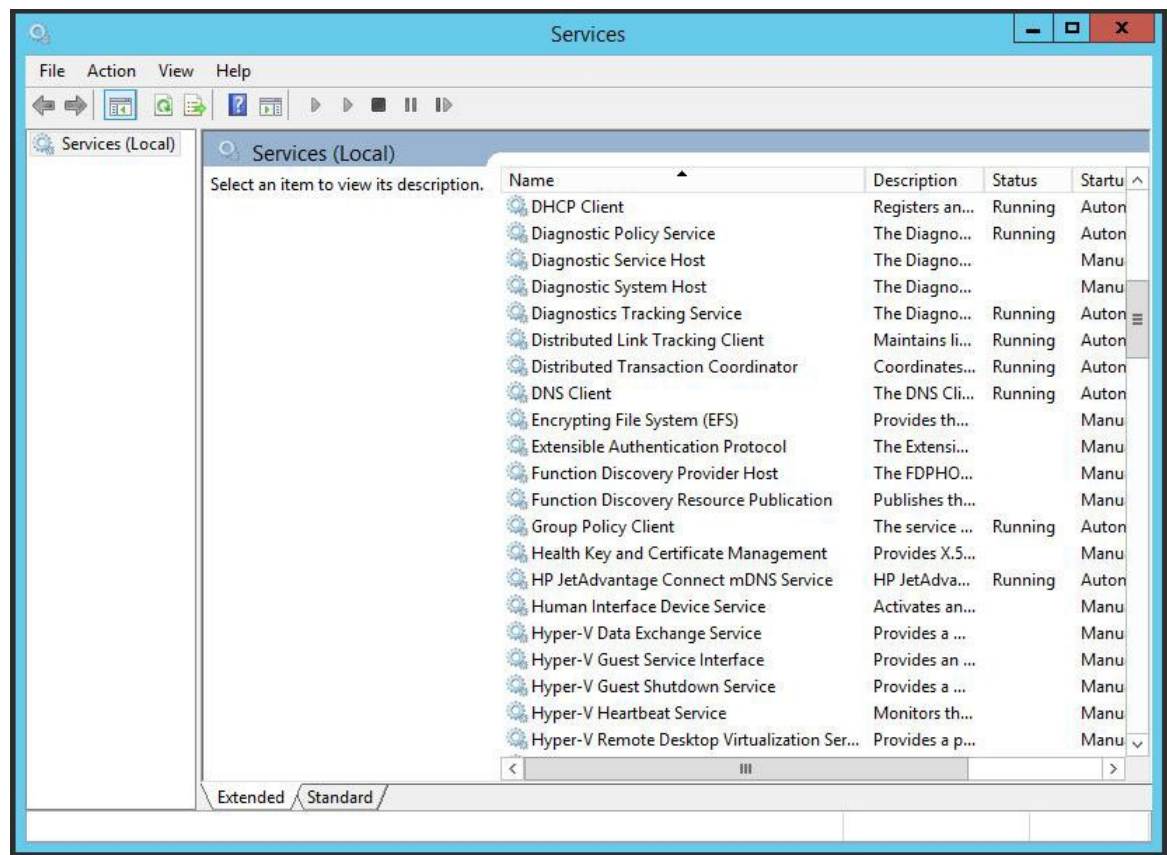 Services
File Action View Help
Services (Local)
Services (Local)
Select an item to view its description.
Name Description Status Startu
DHCP Client Registers an... Running Auton
Diagnostic Policy Service The Diagno... Running Auton
Diagnostic Service Host The Diagno... Manu
Diagnostic System Host The Diagno... Manu
Diagnostics Tracking Service The Diagno... Running Auton
Distributed Link Tracking Client Maintains li... Running Auton
Distributed Transaction Coordinator Coordinates... Running Auton
DNS Client The DNS Cli... Running Auton
Encrypting File System (EFS) Provides th... Manu
Extensible Authentication Protocol The Extensi... Manu
Function Discovery Provider Host The FDPHO... Manu
Function Discovery Resource Publication Publishes th... Manu
Group Policy Client The service ... Running Auton
Health Key and Certificate Management Provides X.5... Manu
HP JetAdvantage Connect mDNS Service HP JetAdva... Running Auton
Human Interface Device Service Activates an... Manu
Hyper-V Data Exchange Service Provides a ... Manu
Hyper-V Guest Service Interface Provides an ... Manu
Hyper-V Guest Shutdown Service Provides a ... Manu
Hyper-V Heartbeat Service Monitors th... Manu
Hyper-V Remote Desktop Virtualization Ser... Provides a p... Manu
Extended Standard